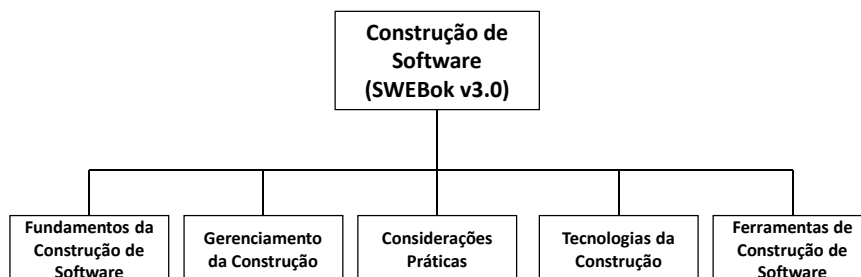 Construção de
Software
(SWEBok v3.0)
Fundamentos da
Construção de
Software
Gerenciamento
da Construção
Considerações
Práticas
Tecnologias da
Construção
Ferramentas de
Construção de
Software